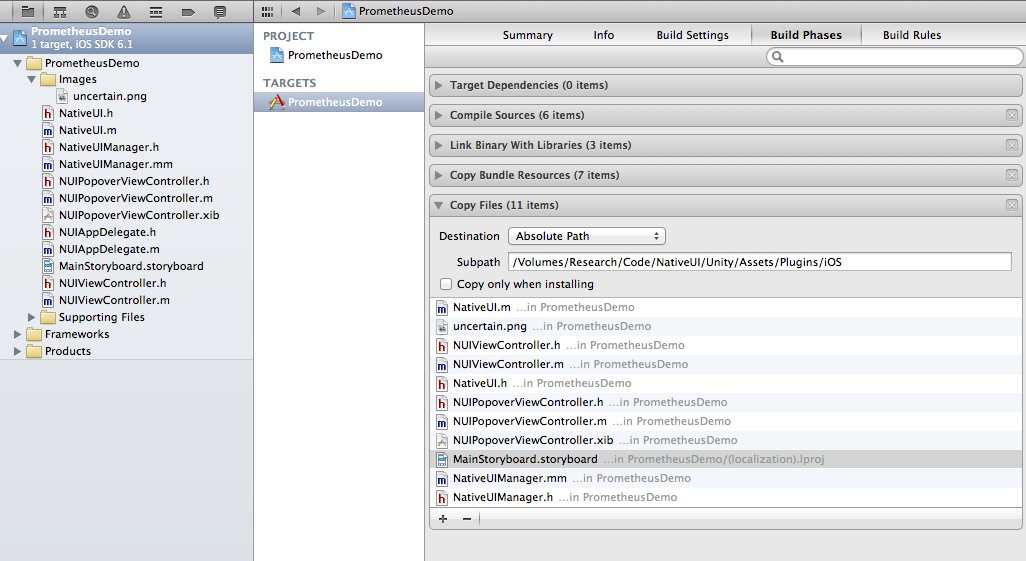 PrometheusDemo
PrometheusDemo
1 target, iOS SDK 6.1
PrometheusDemo
Images
uncertain.png
NativeUI.h
NativeUI.m
NativeUIManager.h
NativeUIManager.mm
NUIPopoverViewController.h
NUIPopoverViewController.m
NUIPopoverViewController.xib
NUIAppDelegate.h
NUIAppDelegate.m
MainStoryboard.storyboard
NUIViewController.h
NUIViewController.m
Supporting Files
Frameworks
Products
PROJECT
PrometheusDemo
TARGETS
PrometheusDemo
Summary Info Build Settings Build Phases Build Rules
Target Dependencies (0 items)
Compile Sources (6 items)
Link Binary With Libraries (3 items)
Copy Bundle Resources (7 items)
Copy Files (11 items)
Destination Absolute Path
Subpath /Volumes/Research/Code/NativeUI/Unity/Assets/Plugins/iOS
Copy only when installing
NativeUI.m ...in PrometheusDemo
uncertain.png ...in PrometheusDemo
NUIViewController.h ...in PrometheusDemo
NUIViewController.m ...in PrometheusDemo
NativeUI.h ...in PrometheusDemo
NUIPopoverViewController.h ...in PrometheusDemo
NUIPopoverViewController.m ...in PrometheusDemo
NUIPopoverViewController.xib ...in PrometheusDemo
MainStoryboard.storyboard ...in PrometheusDemo/(localization).lproj
NativeUIManager.mm ...in PrometheusDemo
NativeUIManager.h ...in PrometheusDemo